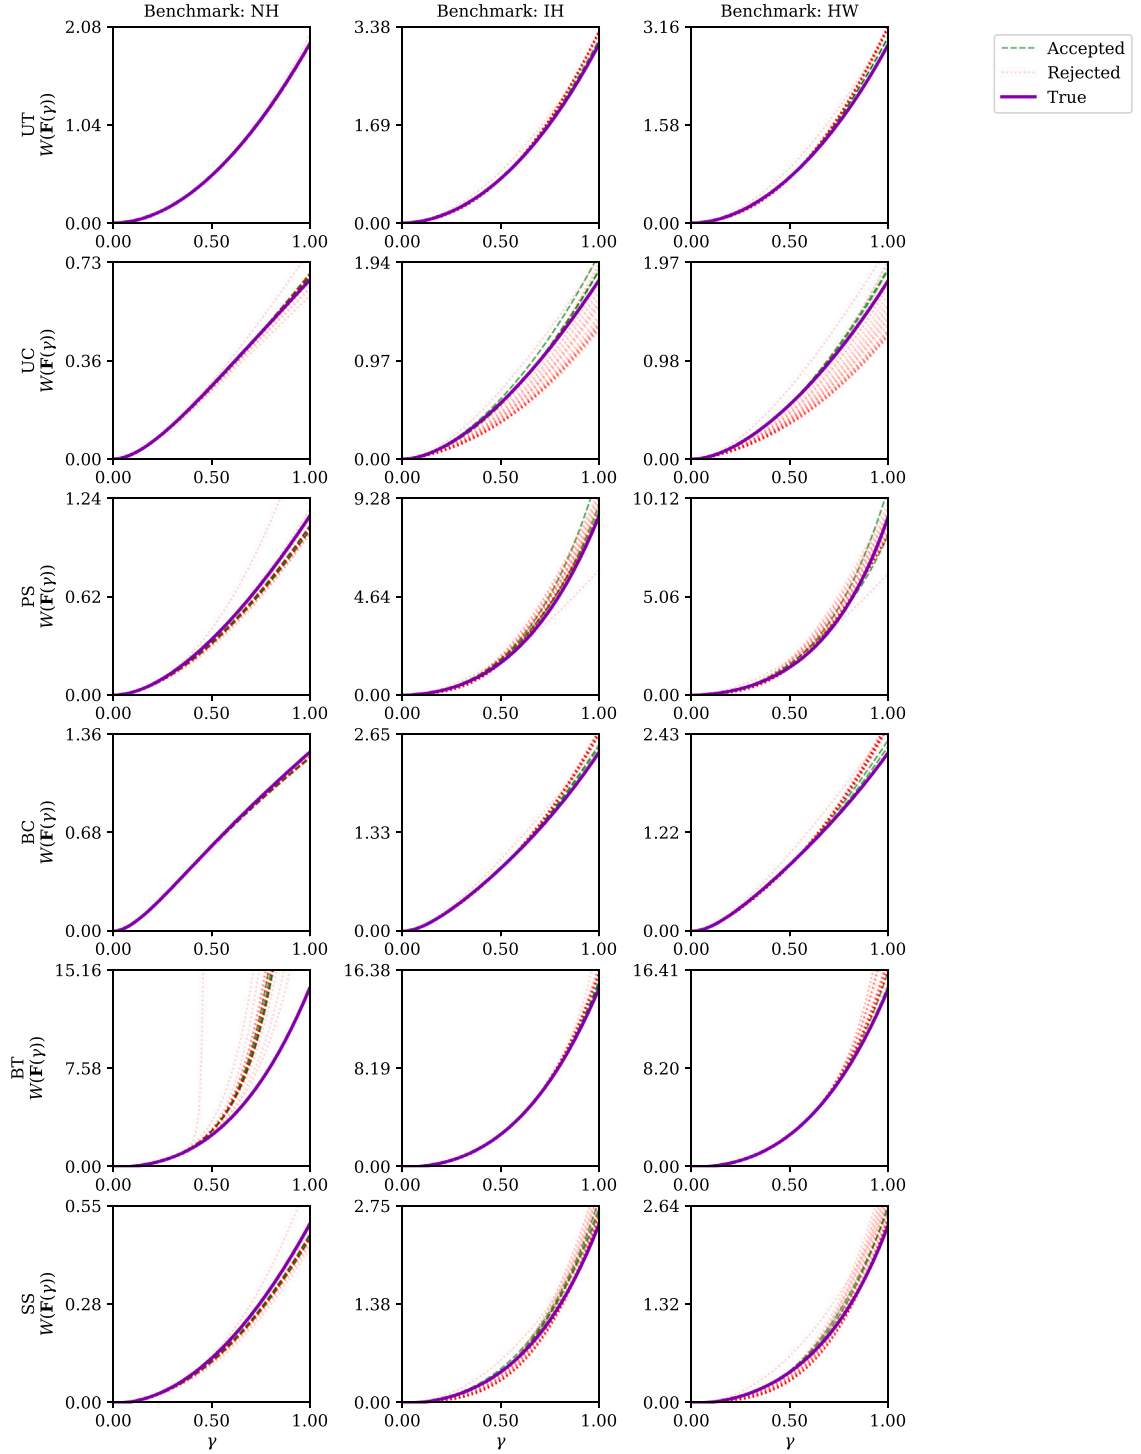 Benchmark: NH Benchmark: IH Benchmark: HW
Accepted
Rejected
True
UT
W(F(γ))
2.08
1.04
0.00
0.00 0.50 1.00
3.38
1.69
0.00
0.00 0.50 1.00
3.16
1.58
0.00
0.00 0.50 1.00
UC
W(F(γ))
0.73
0.36
0.00
0.00 0.50 1.00
1.94
0.97
0.00
0.00 0.50 1.00
1.97
0.98
0.00
0.00 0.50 1.00
PS
W(F(γ))
1.24
0.62
0.00
0.00 0.50 1.00
9.28
4.64
0.00
0.00 0.50 1.00
10.12
5.06
0.00
0.00 0.50 1.00
BC
W(F(γ))
1.36
0.68
0.00
0.00 0.50 1.00
2.65
1.33
0.00
0.00 0.50 1.00
2.43
1.22
0.00
0.00 0.50 1.00
BT
W(F(γ))
15.16
7.58
0.00
0.00 0.50 1.00
16.38
8.19
0.00
0.00 0.50 1.00
16.41
8.20
0.00
0.00 0.50 1.00
SS
W(F(γ))
0.55
0.28
0.00
0.00 0.50 1.00
γ
2.75
1.38
0.00
0.00 0.50 1.00
γ
2.64
1.32
0.00
0.00 0.50 1.00
γ